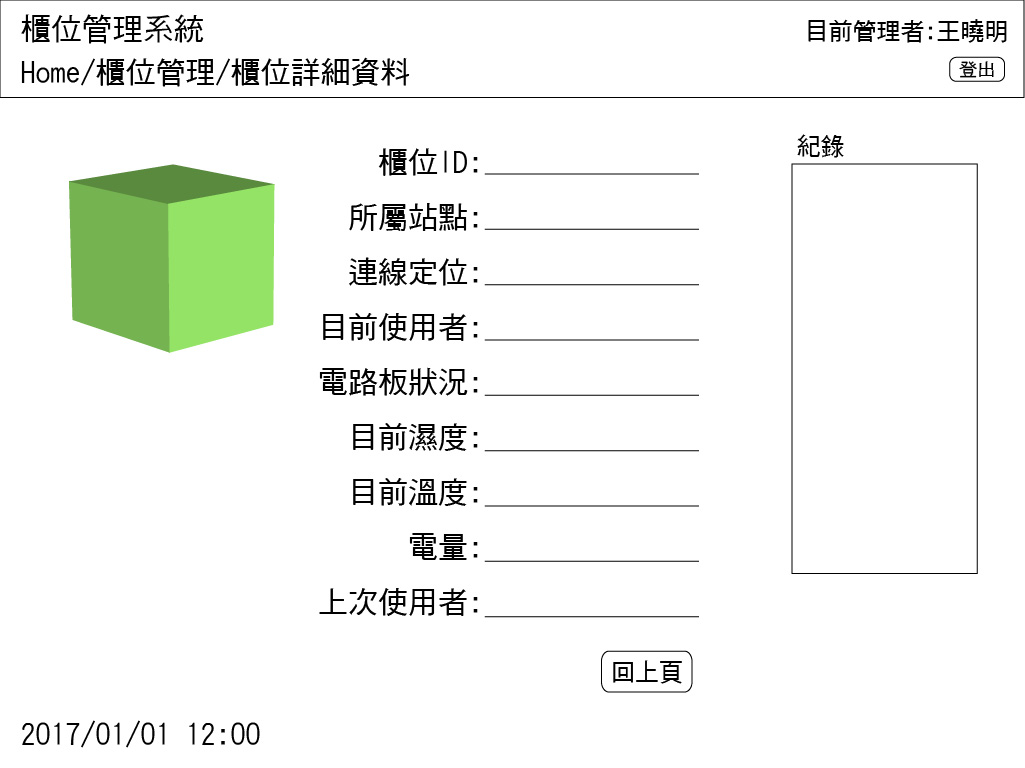 櫃位管理系統
目前管理者:王曉明
Home/櫃位管理/櫃位詳細資料
登出
櫃位ID:
所屬站點:
連線定位:
目前使用者:
電路板狀況:
目前濕度:
目前溫度:
電量:
上次使用者:
紀錄
回上頁
2017/01/01 12:00